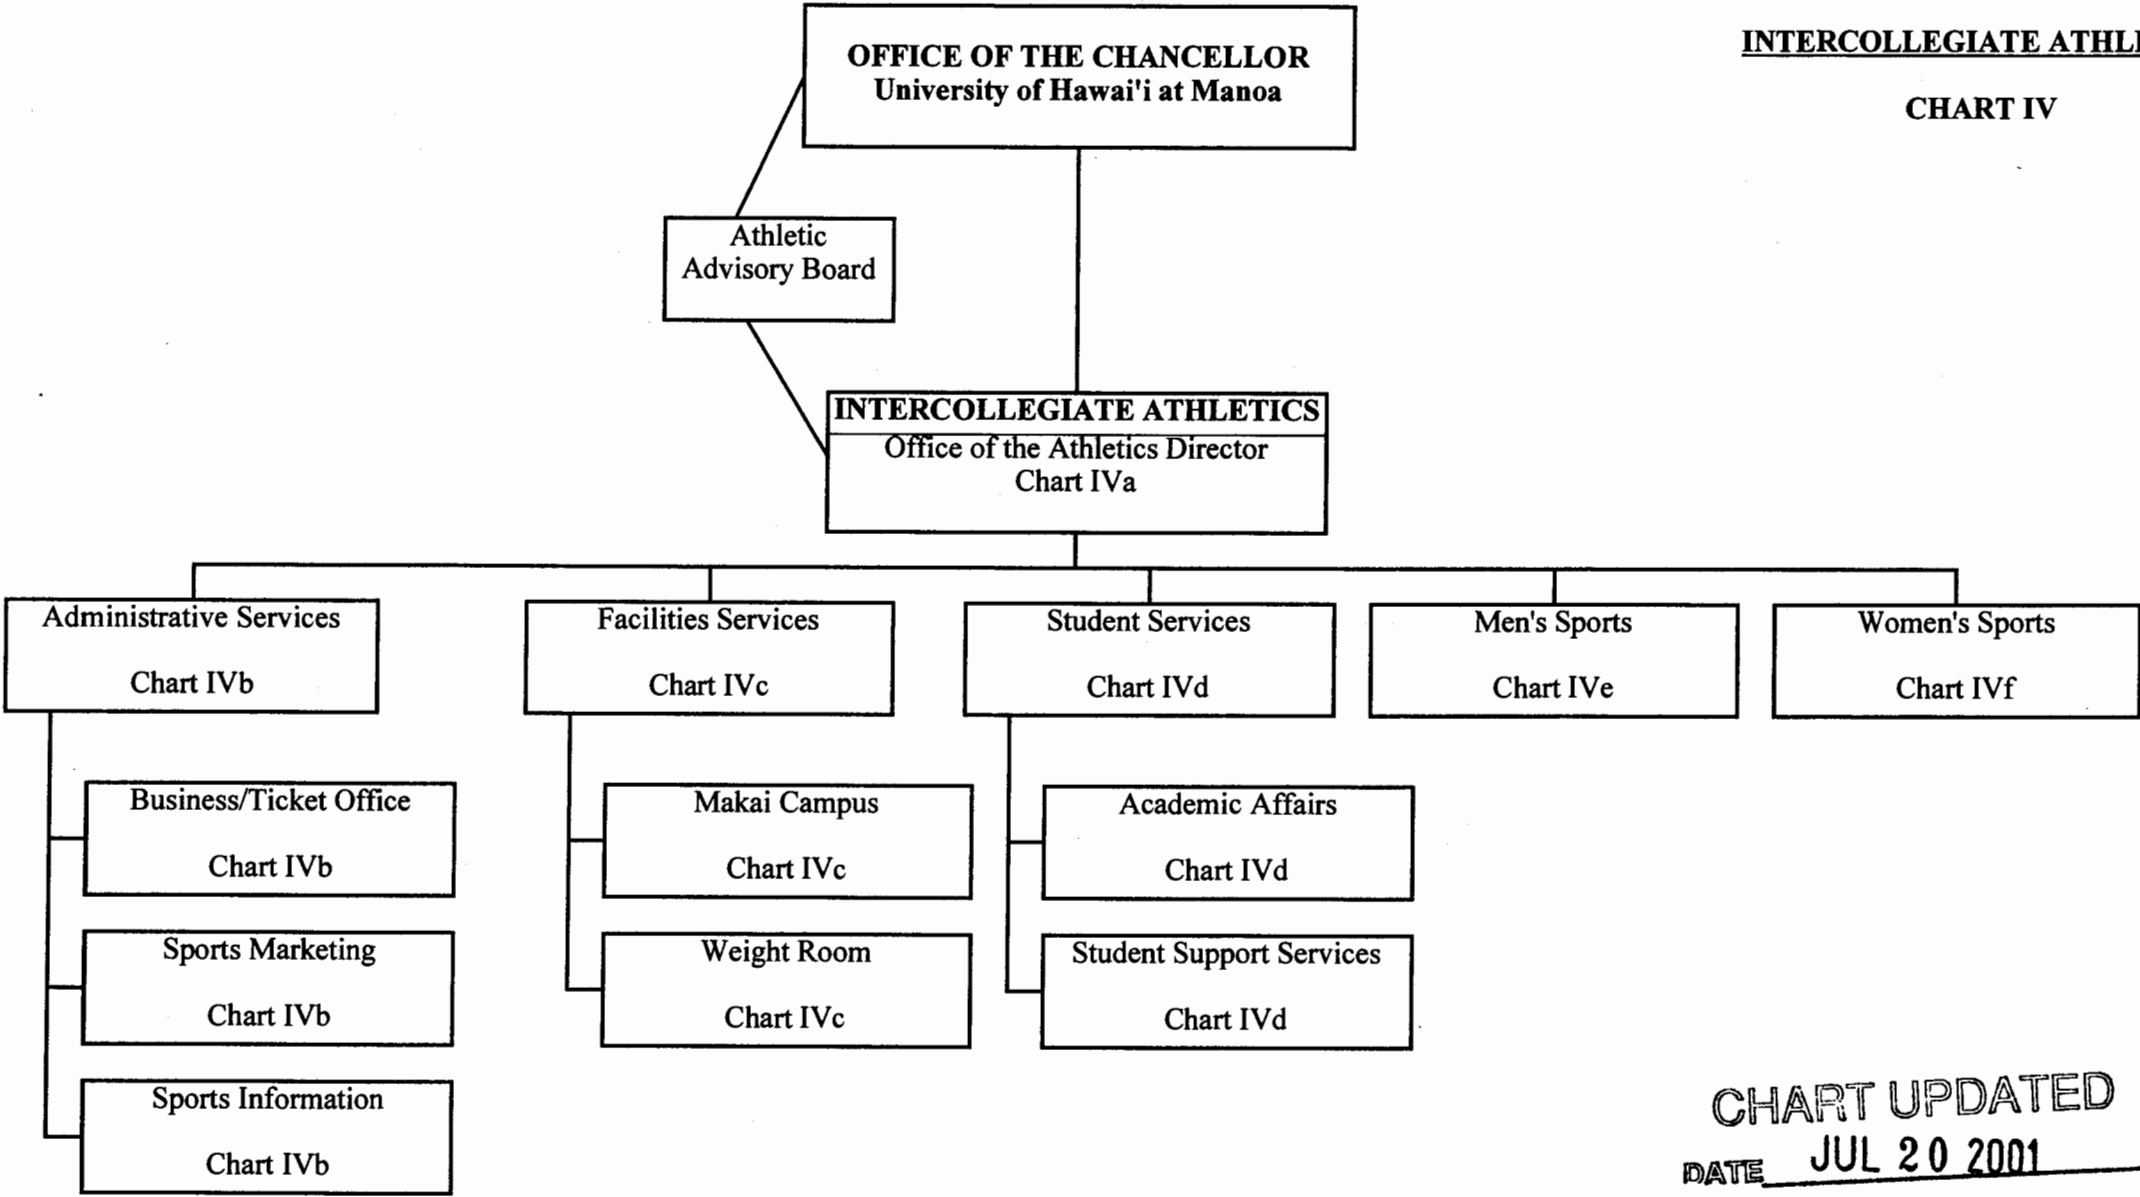 OFFICE OF THE CHANCELLOR
University of Hawai'i at Manoa
INTERCOLLEGIATE ATHL
CHART IV
Athletic
Advisory Board
INTERCOLLEGIATE ATHLETICS
Office of the Athletics Director
Chart IVa
Administrative Services
Chart IVb
Facilities Services
Chart IVc
Student Services
Chart IVd
Men's Sports
Chart IVe
Women's Sports
Chart IVf
Business/Ticket Office
Chart IVb
Makai Campus
Chart IVc
Academic Affairs
Chart IVd
Sports Marketing
Chart IVb
Weight Room
Chart IVc
Student Support Services
Chart IVd
Sports Information
Chart IVb
CHART UPDATED
DATE JUL 20 2001